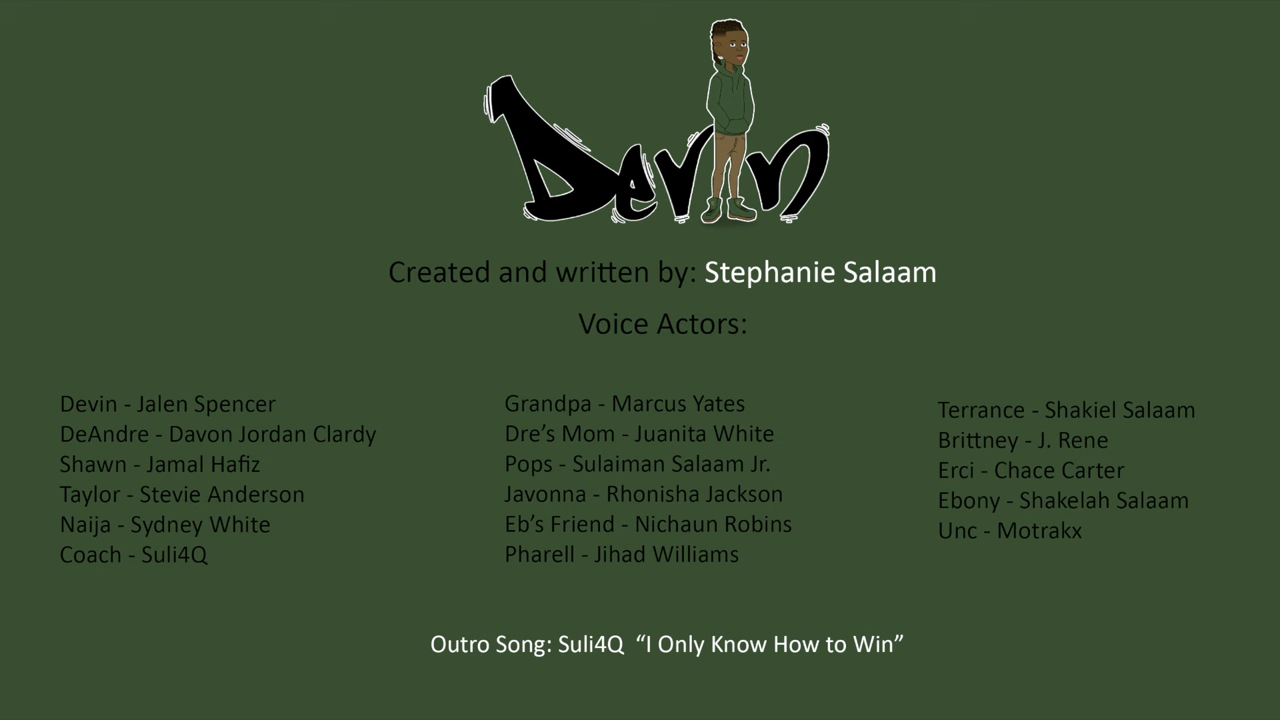 Devin
Created and written by: Stephanie Salaam
Voice Actors:
Devin - Jalen Spencer
DeAndre - Davon Jordan Clardy
Shawn - Jamal Hafiz
Taylor - Stevie Anderson
Naija - Sydney White
Coach - Suli4Q
Grandpa - Marcus Yates
Dre’s Mom - Juanita White
Pops - Sulaiman Salaam Jr.
Javonna - Rhonisha Jackson
Eb’s Friend - Nichaun Robins
Pharell - Jihad Williams
Terrance - Shakiel Salaam
Brittney - J. Rene
Erci - Chace Carter
Ebony - Shakelah Salaam
Unc - Motrakx
Outro Song: Suli4Q “I Only Know How to Win”